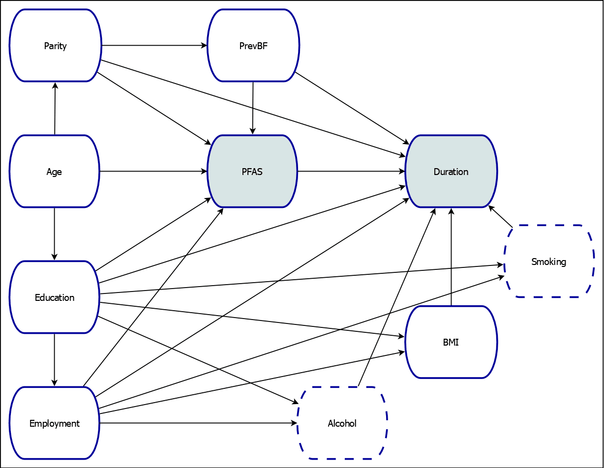 Parity
PrevBF
Age
PFAS
Duration
Smoking
Education
BMI
Employment
Alcohol